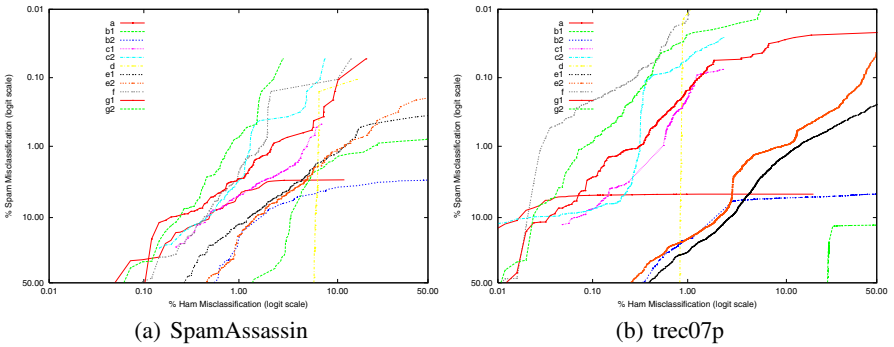 0.01
0.10
1.00
10.00
50.00
% Spam Misclassification (logit scale)
a
b1
b2
c1
c2
d
e1
e2
f
g1
g2
0.01
0.10
1.00
10.00
50.00
% Ham Misclassification (logit scale)
(a) SpamAssassin
0.01
0.10
1.00
10.00
50.00
% Spam Misclassification (logit scale)
a
b1
b2
c1
c2
d
e1
e2
f
g1
g2
0.01
0.10
1.00
10.00
50.00
% Ham Misclassification (logit scale)
(b) trec07p